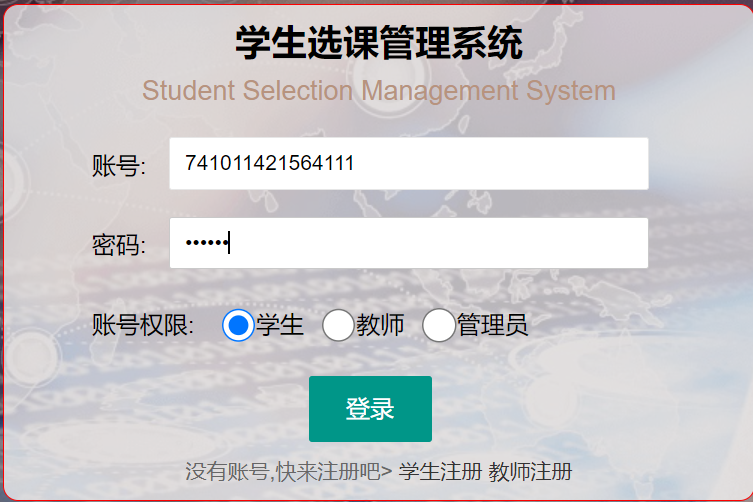 学生选课管理系统
Student Selection Management System
账号: 741011421564111
密码: ••••••
账号权限: 学生 教师 管理员
登录
没有账号,快来注册吧> 学生注册 教师注册